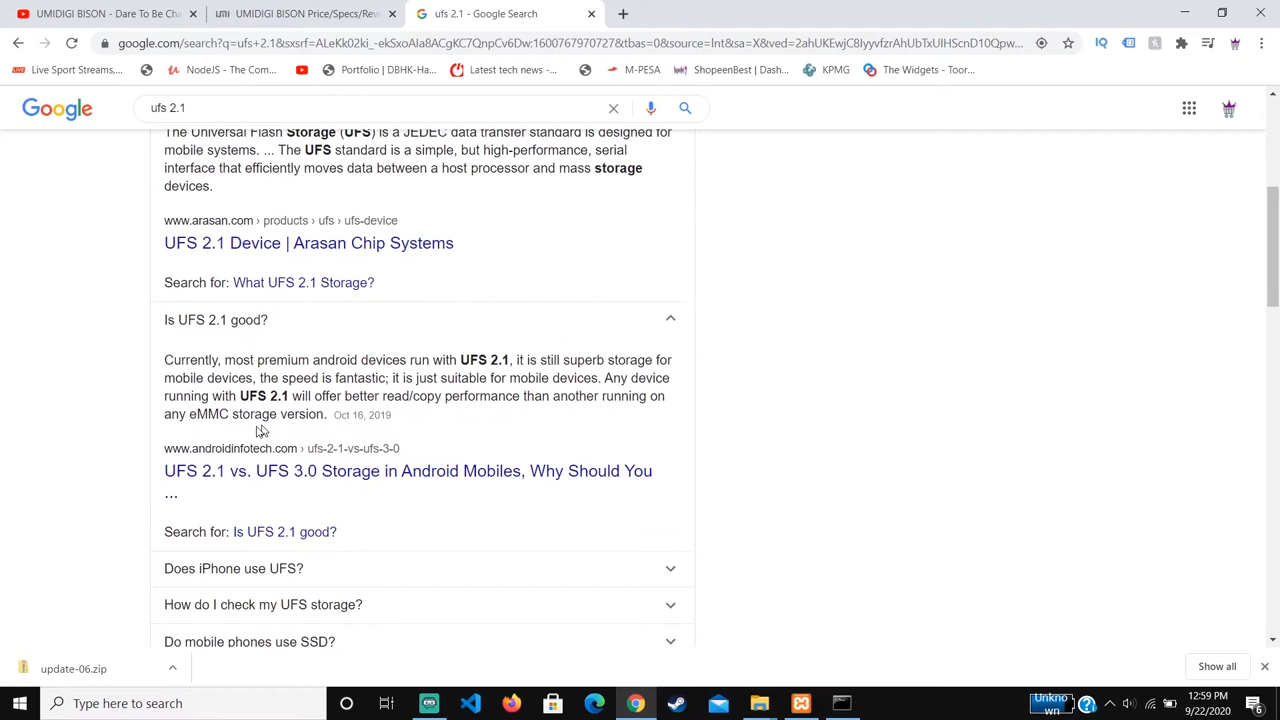 UMIDIGI BISON - Dare To Be Cha
UMIDIGI BISON Price/Specs/Revi
ufs 2.1 - Google Search
google.com/search?q=ufs+2.1&sxsrf=ALeKk02ki_-ekSxoAIazACgKC7QnpCv6Dw:1600767970727&tbas=0&source=lnt&sa=X&ved=2ahUKEwjC8IyyvfzrAhUbTxUIHScnD10Qpw...
Live Sport Streams,...
NodeJS - The Com...
Portfolio | DBHK-Ha...
Latest tech news -...
M-PESA
ShopeenBest | Dash...
KPMG
The Widgets - Toor...
Google
ufs 2.1
The Universal Flash Storage (UFS) is a JEDEC data transfer standard is designed for
mobile systems. ... The UFS standard is a simple, but high-performance, serial
interface that efficiently moves data between a host processor and mass storage
devices.
www.arasan.com › products › ufs › ufs-device
UFS 2.1 Device | Arasan Chip Systems
Search for: What UFS 2.1 Storage?
Is UFS 2.1 good?
Currently, most premium android devices run with UFS 2.1, it is still superb storage for
mobile devices, the speed is fantastic; it is just suitable for mobile devices. Any device
running with UFS 2.1 will offer better read/copy performance than another running on
any eMMC storage version. Oct 16, 2019
www.androidinfotech.com › ufs-2-1-vs-ufs-3-0
UFS 2.1 vs. UFS 3.0 Storage in Android Mobiles, Why Should You
...
Search for: Is UFS 2.1 good?
Does iPhone use UFS?
How do I check my UFS storage?
Do mobile phones use SSD?
update-06.zip
Show all
Type here to search
Unkno
wn
12:59 PM
9/22/2020
6